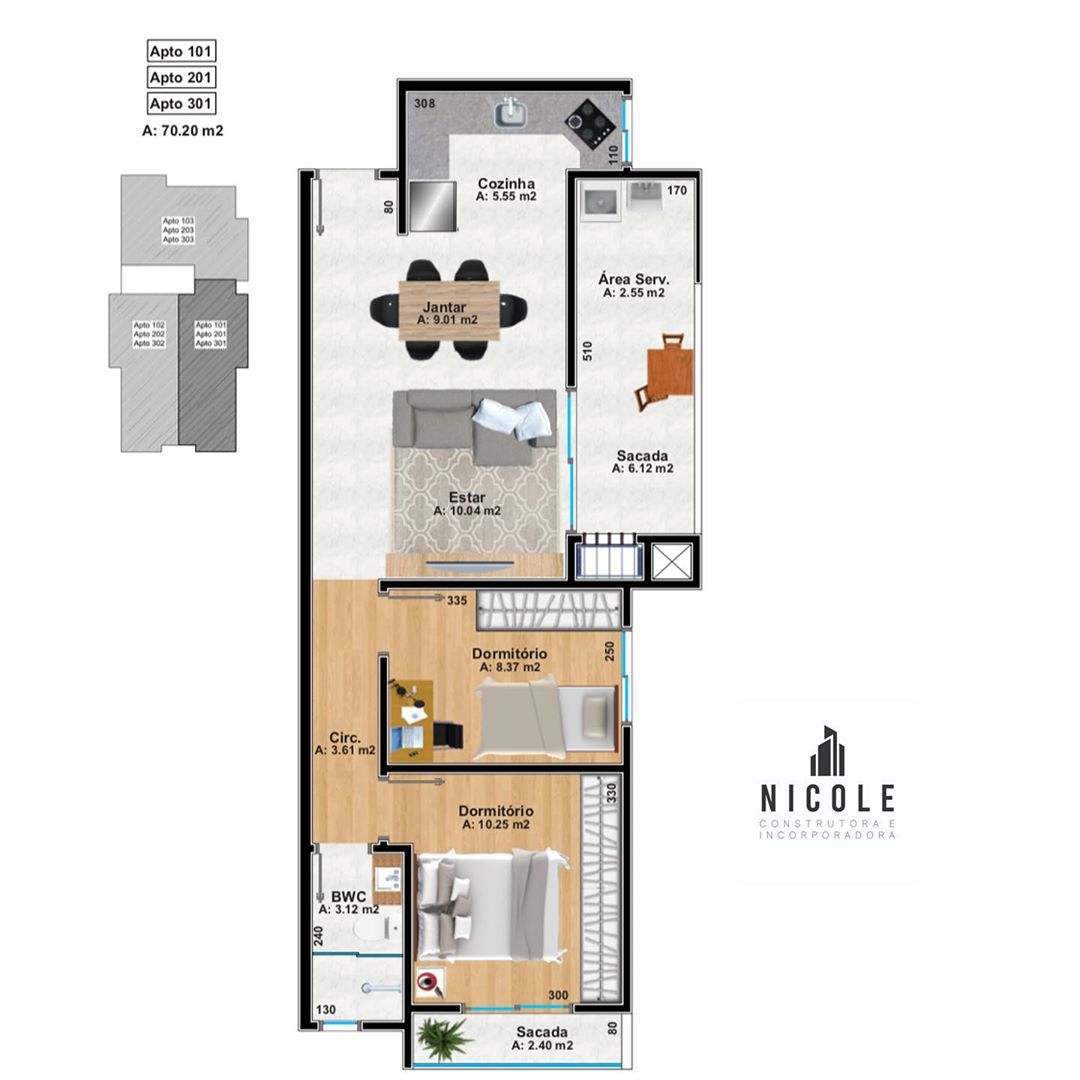 Apto 101
Apto 201
Apto 301
A: 70.20 m2
Apto 103
Apto 203
Apto 303
Apto 102
Apto 202
Apto 302
Apto 101
Apto 201
Apto 301
308
110
Cozinha
A: 5.55 m2
80
170
Área Serv.
A: 2.55 m2
Jantar
A: 9.01 m2
510
Sacada
A: 6.12 m2
Estar
A: 10.04 m2
335
Dormitório
A: 8.37 m2
250
Circ.
A: 3.61 m2
Dormitório
A: 10.25 m2
330
BWC
A: 3.12 m2
240
130
300
Sacada
A: 2.40 m2
80
NICOLE
CONSTRUTORA E
INCORPORADORA